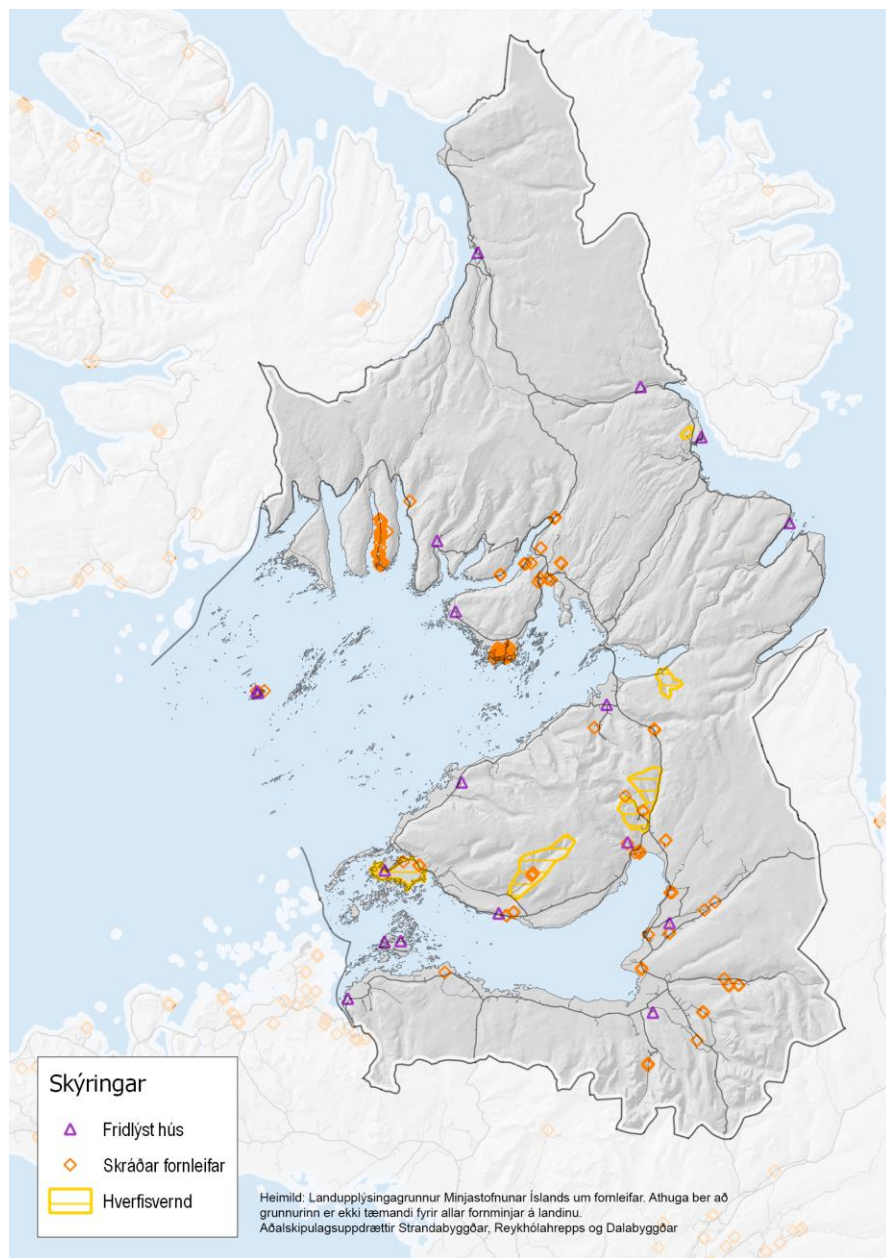 Skýringar
Fridlýst hús
Skráðar fornleifar
Hverfisvernd
Heimild: Landupplýsingagrunnur Minjastofnunar Íslands um fornleifar. Athuga ber að
grunnurinn er ekki tæmandi fyrir allar fornminjar á landinu.
Aðalskipulagsuppdrættir Strandabyggðar, Reykhólahrepps og Dalabyggðar